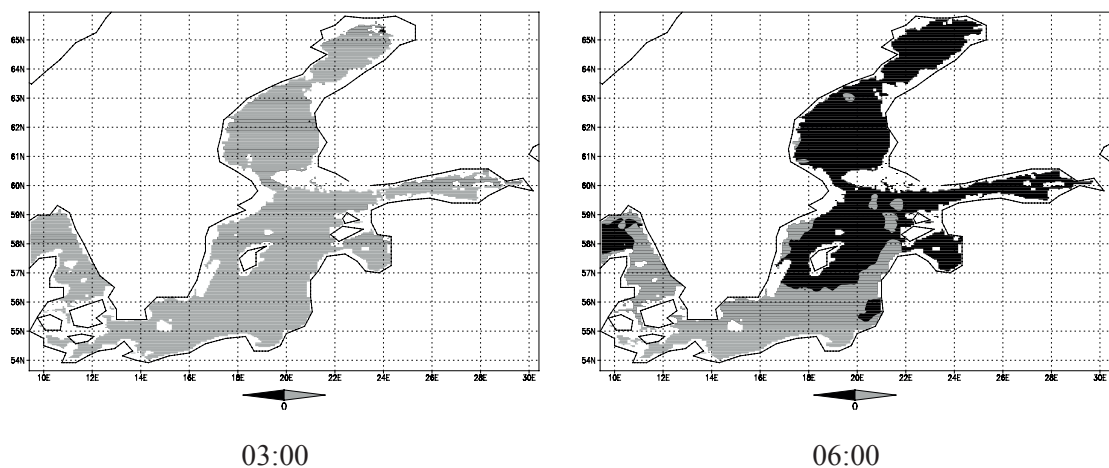 65N 65N
64N 64N
63N 63N
62N 62N
61N 61N
60N 60N
59N 59N
58N 58N
57N 57N
56N 56N
55N 55N
54N 54N
10E 12E 14E 16E 18E 20E 22E 24E 26E 28E 30E 10E 12E 14E 16E 18E 20E 22E 24E 26E 28E 30E
0 0
03:00 06:00